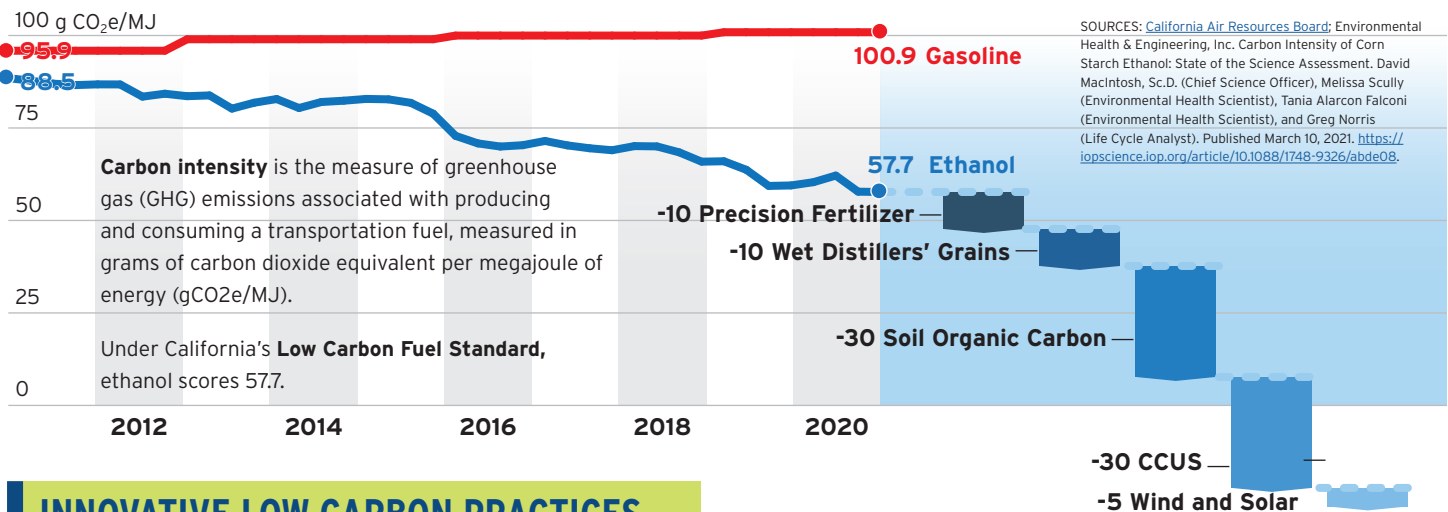 100 g CO₂e/MJ
95.9
88.5
75
50
25
0
100.9 Gasoline
57.7 Ethanol
Carbon intensity is the measure of greenhouse
gas (GHG) emissions associated with producing
and consuming a transportation fuel, measured in
grams of carbon dioxide equivalent per megajoule of
energy (gCO2e/MJ).
Under California's Low Carbon Fuel Standard,
ethanol scores 57.7.
2012
2014
2016
2018
2020
SOURCES: California Air Resources Board; Environmental
Health & Engineering, Inc. Carbon Intensity of Corn
Starch Ethanol: State of the Science Assessment. David
MacIntosh, Sc.D. (Chief Science Officer), Melissa Scully
(Environmental Health Scientist), Tania Alarcon Falconi
(Environmental Health Scientist), and Greg Norris
(Life Cycle Analyst). Published March 10, 2021. https://
iopscience.iop.org/article/10.1088/1748-9326/abde08.
-10 Precision Fertilizer
-10 Wet Distillers' Grains
-30 Soil Organic Carbon
-30 CCUS
-5 Wind and Solar
INNOVATIVE LOW CARBON PRACTICES